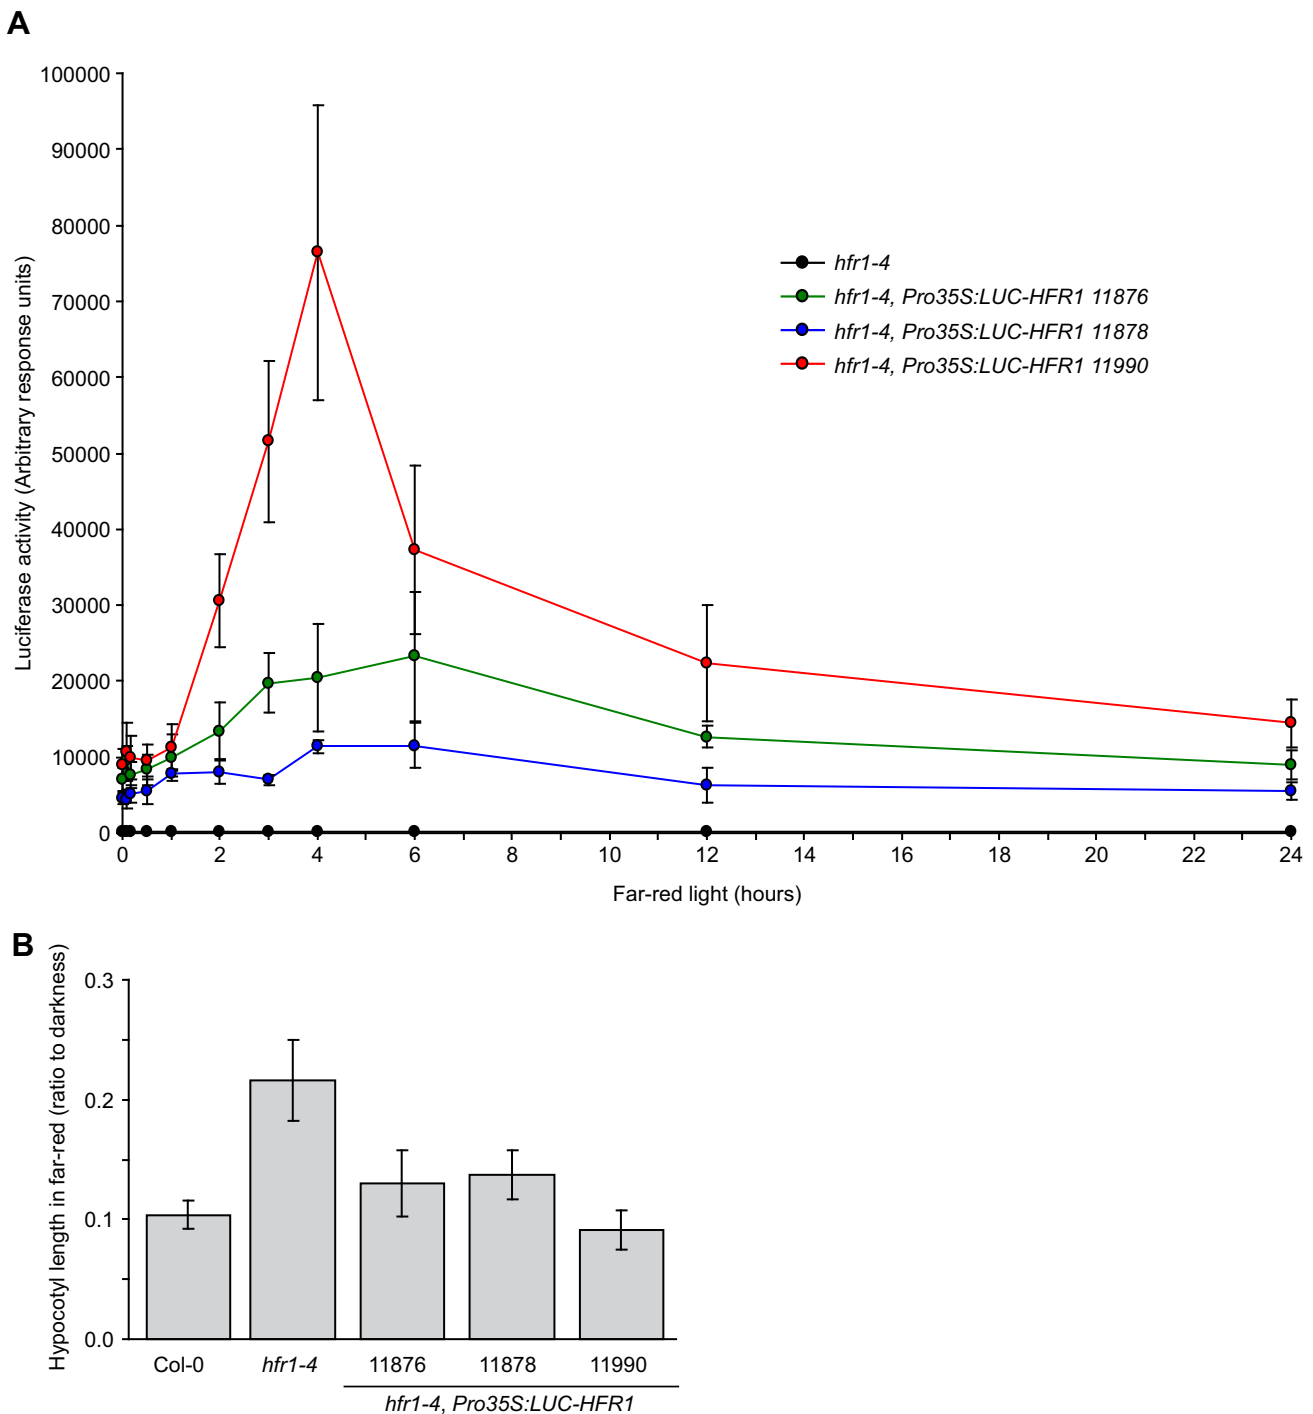 A
Luciferase activity (Arbitrary response units)
100000
90000
80000
70000
60000
50000
40000
30000
20000
10000
0
hfr1-4
hfr1-4, Pro35S:LUC-HFR1 11876
hfr1-4, Pro35S:LUC-HFR1 11878
hfr1-4, Pro35S:LUC-HFR1 11990
0 2 4 6 8 10 12 14 16 18 20 22 24
Far-red light (hours)
B
Hypocotyl length in far-red (ratio to darkness)
0.3
0.2
0.1
0.0
Col-0 hfr1-4 11876 11878 11990
hfr1-4, Pro35S:LUC-HFR1